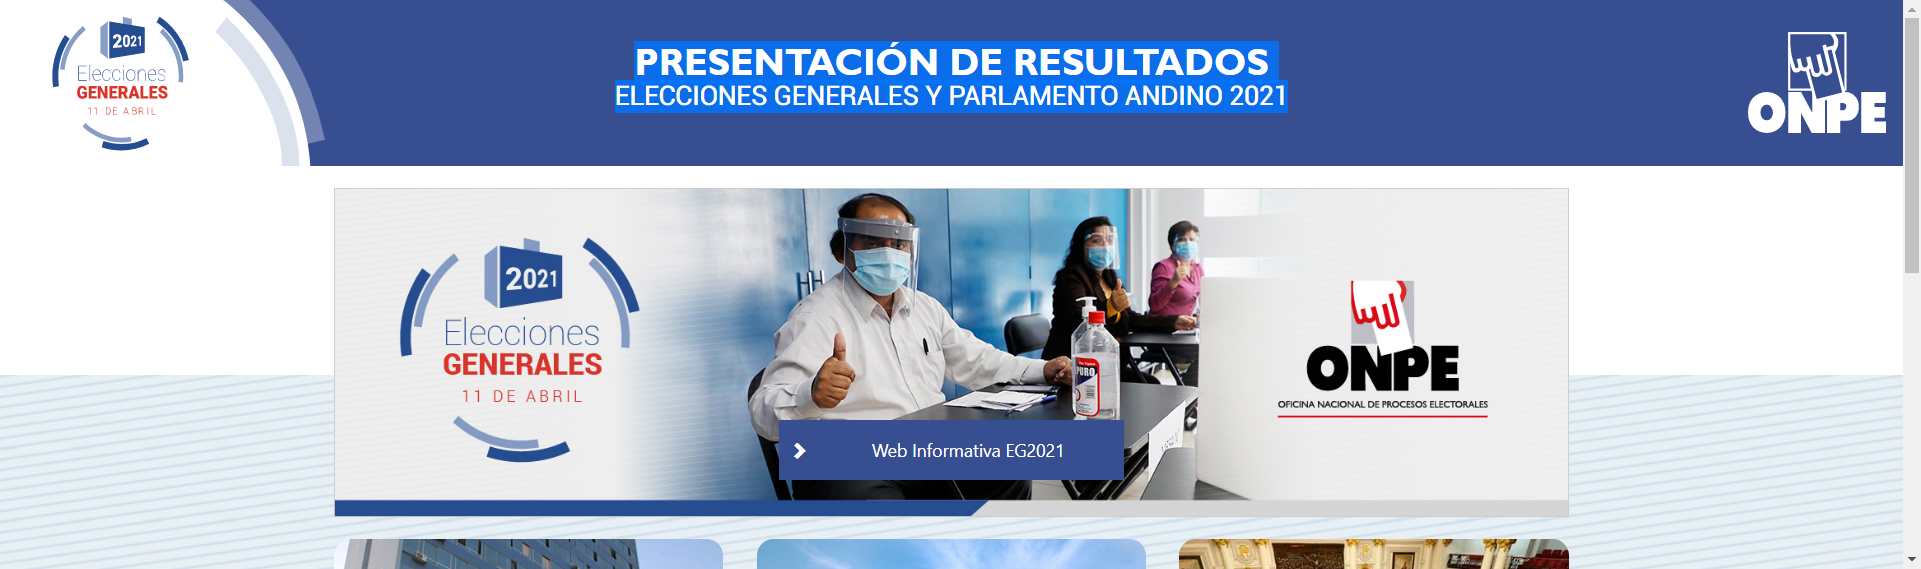 2021
Elecciones
GENERALES
11 DE ABRIL
PRESENTACIÓN DE RESULTADOS
ELECCIONES GENERALES Y PARLAMENTO ANDINO 2021
ONPE
2021
Elecciones
GENERALES
11 DE ABRIL
PURO
ONPE
OFICINA NACIONAL DE PROCESOS ELECTORALES
Web Informativa EG2021